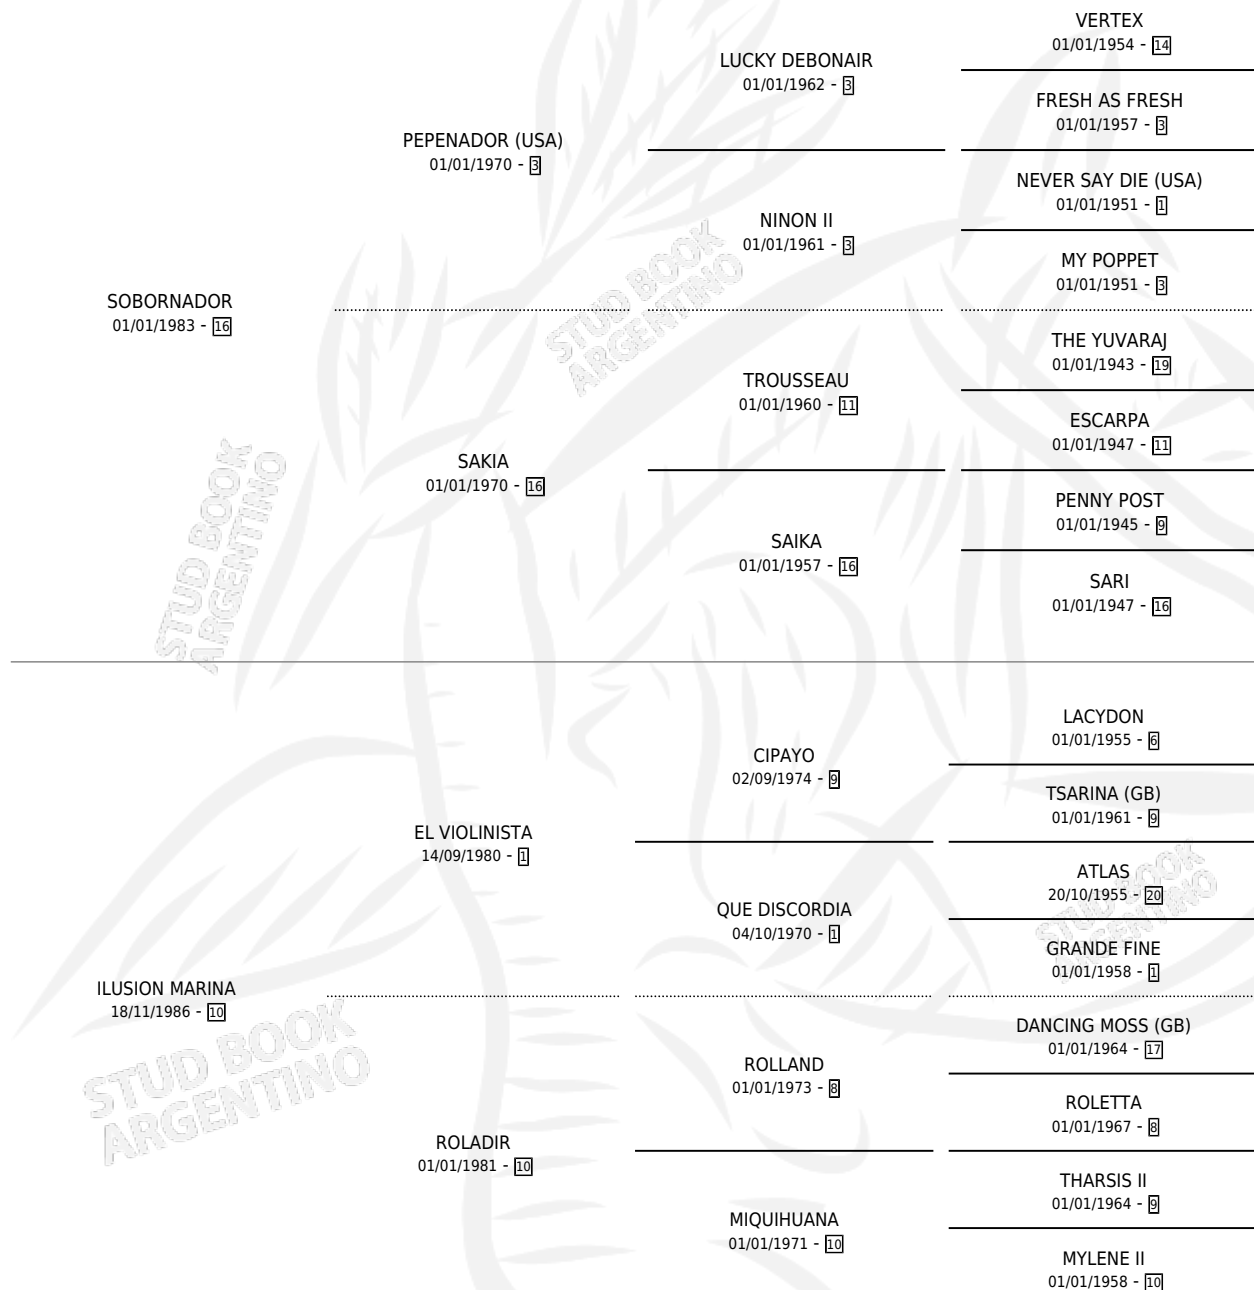 VERTEX
01/01/1954 - 14
LUCKY DEBONAIR
01/01/1962 - 3
FRESH AS FRESH
01/01/1957 - 3
PEPENADOR (USA)
01/01/1970 - 3
NEVER SAY DIE (USA)
01/01/1951 - 1
NINON II
01/01/1961 - 3
MY POPPET
01/01/1951 - 3
SOBORNADOR
01/01/1983 - 16
THE YUVARAJ
01/01/1943 - 19
TROUSSEAU
01/01/1960 - 11
ESCARPA
01/01/1947 - 11
SAKIA
01/01/1970 - 16
PENNY POST
01/01/1945 - 9
SAIKA
01/01/1957 - 16
SARI
01/01/1947 - 16
LACYDON
01/01/1955 - 6
CIPAYO
02/09/1974 - 9
TSARINA (GB)
01/01/1961 - 9
EL VIOLINISTA
14/09/1980 - 1
ATLAS
20/10/1955 - 20
QUE DISCORDIA
04/10/1970 - 1
GRANDE FINE
01/01/1958 - 1
ILUSION MARINA
18/11/1986 - 10
DANCING MOSS (GB)
01/01/1964 - 17
ROLLAND
01/01/1973 - 8
ROLETTA
01/01/1967 - 8
ROLADIR
01/01/1981 - 10
THARSIS II
01/01/1964 - 9
MIQUIHUANA
01/01/1971 - 10
MYLENE II
01/01/1958 - 10
STUD BOOK
ARGENTINO
STUD BOOK
ARGENTINO
STUD BOOK
ARGENTINO
STUD BOOK
ARGENTINO